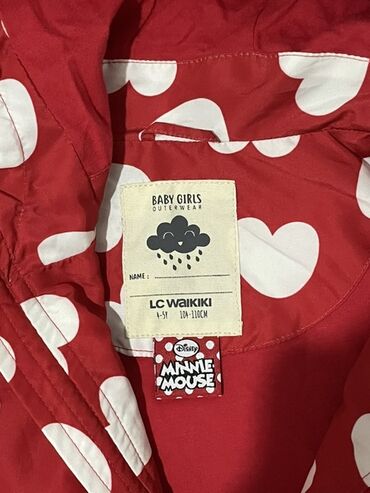 BABY GIRLS
OUTERWEAR
NAME :
LC WAIKIKI
4-5Y 104-110CM
Disney
MINNIE
MOUSE